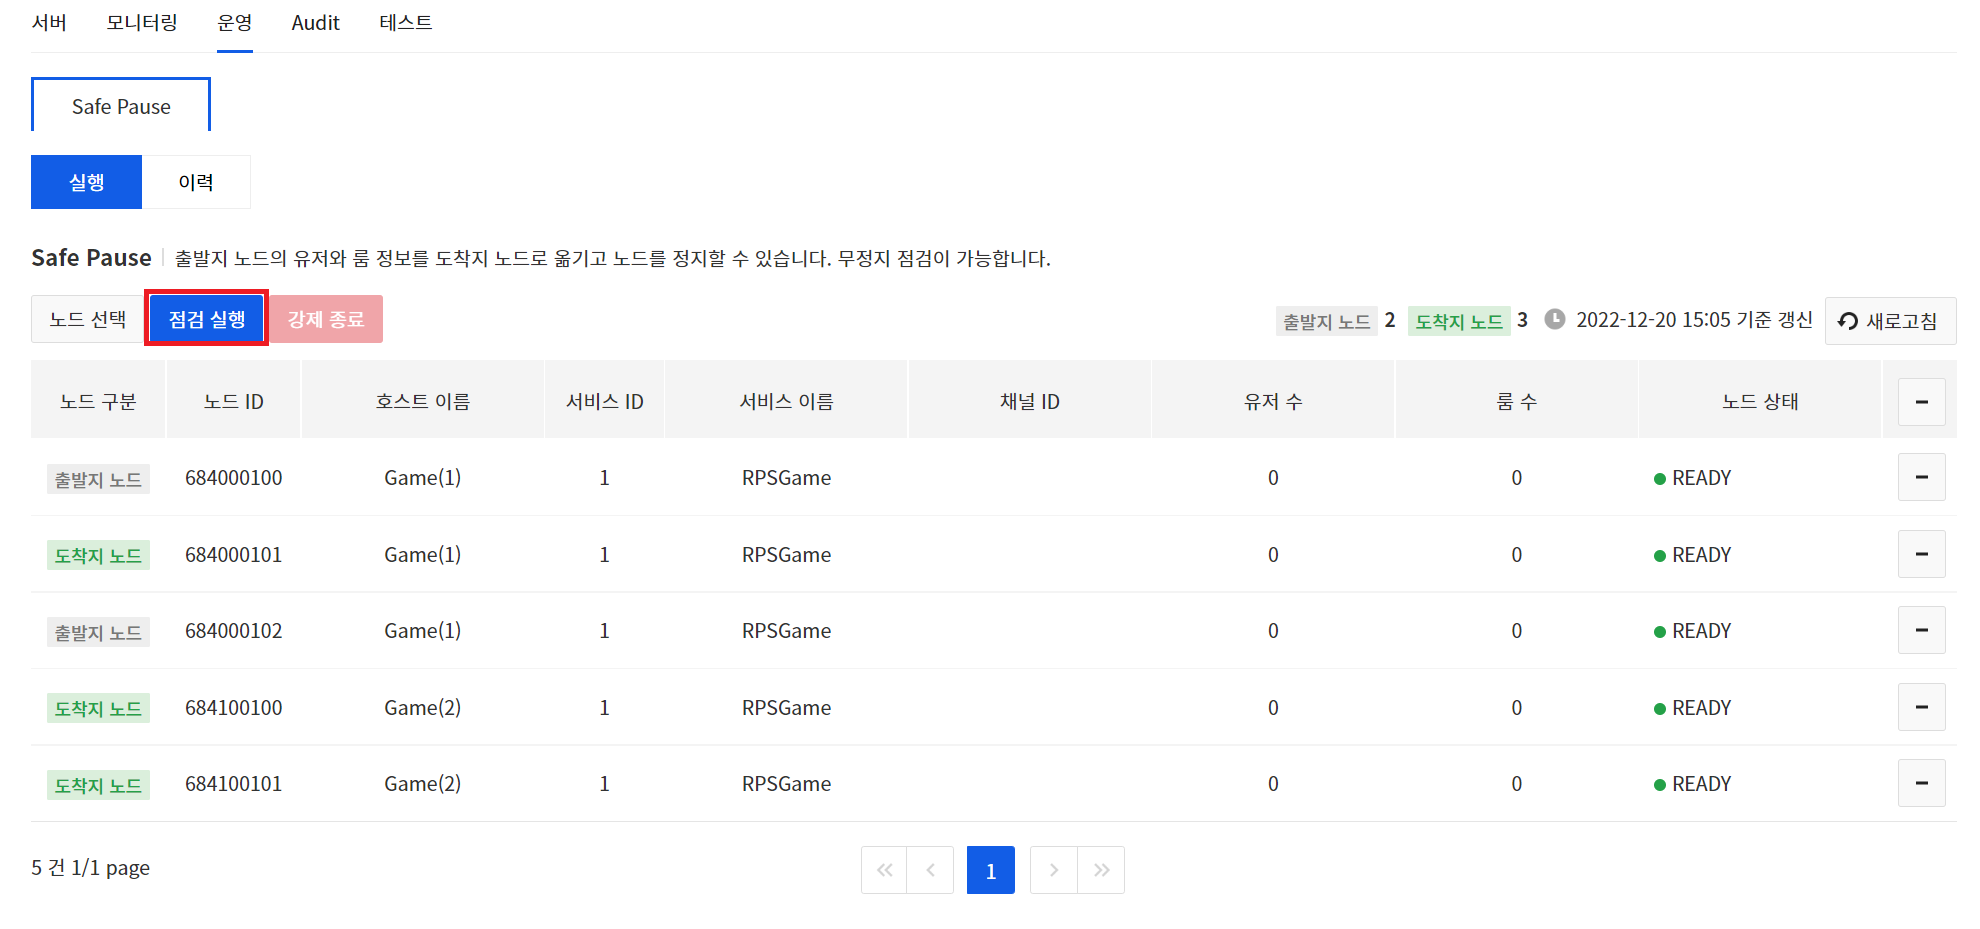 서버 모니터링 운영 Audit 테스트
Safe Pause
실행 이력
Safe Pause 출발지 노드의 유저와 룸 정보를 도착지 노드로 옮기고 노드를 정지할 수 있습니다. 무정지 점검이 가능합니다.
노드 선택 점검 실행 강제 종료 출발지 노드 2 도착지 노드 3 2022-12-20 15:05 기준 갱신 새로고침
노드 구분 노드 ID 호스트 이름 서비스 ID 서비스 이름 채널 ID 유저 수 룸 수 노드 상태
출발지 노드 684000100 Game(1) 1 RPSGame 0 0 READY
도착지 노드 684000101 Game(1) 1 RPSGame 0 0 READY
출발지 노드 684000102 Game(1) 1 RPSGame 0 0 READY
도착지 노드 684100100 Game(2) 1 RPSGame 0 0 READY
도착지 노드 684100101 Game(2) 1 RPSGame 0 0 READY
5 건 1/1 page 1